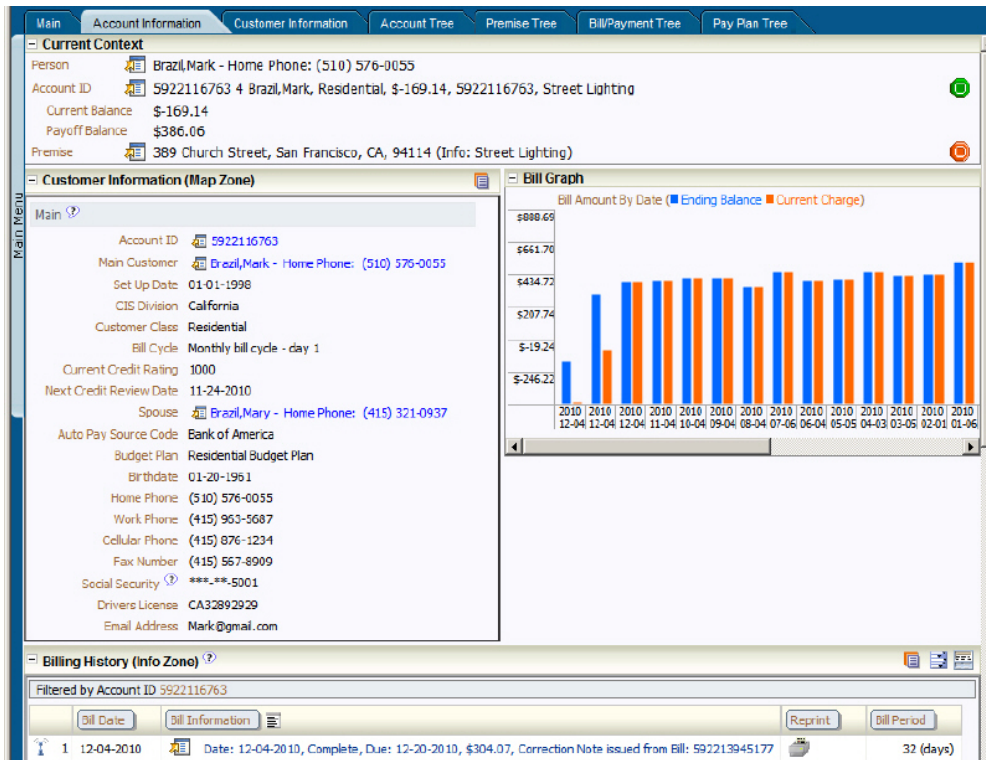 Main Account Information Customer Information Account Tree Premise Tree Bill/Payment Tree Pay Plan Tree
Main Menu
Current Context
Person Brazil,Mark - Home Phone: (510) 576-0055
Account ID 5922116763 4 Brazil,Mark, Residential, $-169.14, 5922116763, Street Lighting
Current Balance $-169.14
Payoff Balance $386.06
Premise 389 Church Street, San Francisco, CA, 94114 (Info: Street Lighting)
Customer Information (Map Zone)
Main
Account ID 5922116763
Main Customer Brazil,Mark - Home Phone: (510) 576-0055
Set Up Date 01-01-1998
CIS Division California
Customer Class Residential
Bill Cycle Monthly bill cycle - day 1
Current Credit Rating 1000
Next Credit Review Date 11-24-2010
Spouse Brazil,Mary - Home Phone: (415) 321-0937
Auto Pay Source Code Bank of America
Budget Plan Residential Budget Plan
Birthdate 01-20-1961
Home Phone (510) 576-0055
Work Phone (415) 963-5687
Cellular Phone (415) 876-1234
Fax Number (415) 567-8909
Social Security ***-**-5001
Drivers License CA32892929
Email Address Mark@gmail.com
Bill Graph
Bill Amount By Date (Ending Balance Current Charge)
$888.69
$661.70
$434.72
$207.74
$-19.24
$-246.22
2010 2010 2010 2010 2010 2010 2010 2010 2010 2010 2010 2010 2010 2010
12-04 12-04 12-04 11-04 10-04 09-04 08-04 07-06 06-04 05-05 04-03 03-05 02-01 01-06
Billing History (Info Zone)
Filtered by Account ID 5922116763
Bill Date Bill Information Reprint Bill Period
1 12-04-2010 Date: 12-04-2010, Complete, Due: 12-20-2010, $304.07, Correction Note issued from Bill: 592213945177 32 (days)